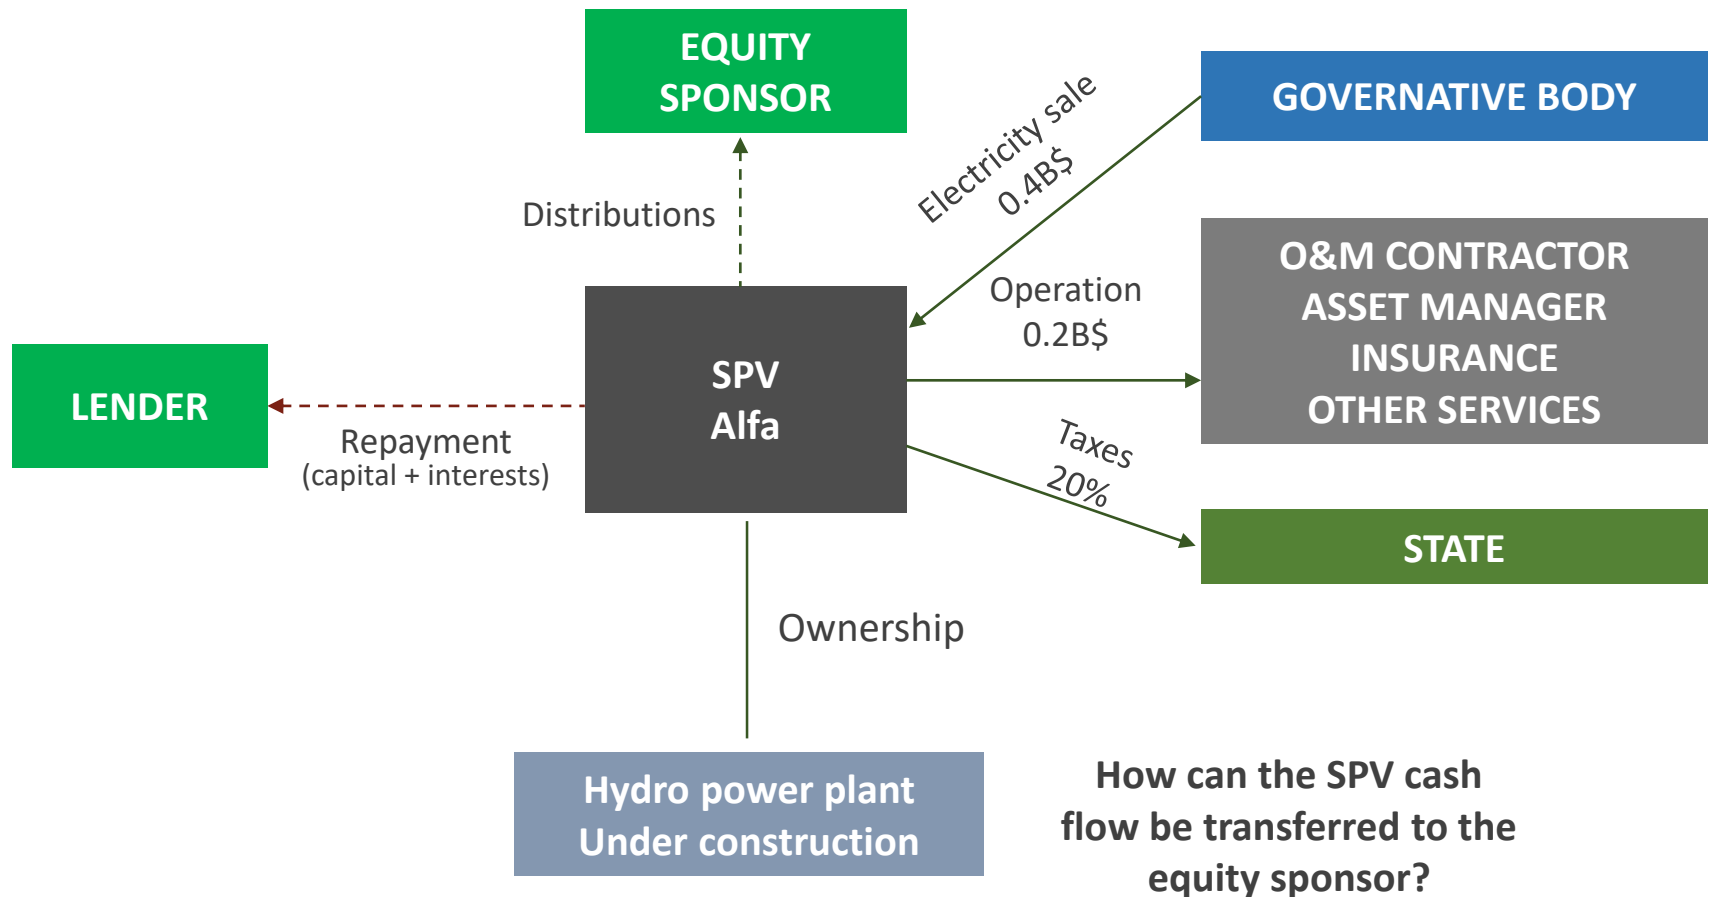 EQUITY
SPONSOR
GOVERNATIVE BODY
Electricity sale
0.4B$
Distributions
O&M CONTRACTOR
ASSET MANAGER
INSURANCE
OTHER SERVICES
Operation
0.2B$
SPV
Alfa
LENDER
Repayment
(capital + interests)
Taxes
20%
STATE
Ownership
Hydro power plant
Under construction
How can the SPV cash
flow be transferred to the
equity sponsor?